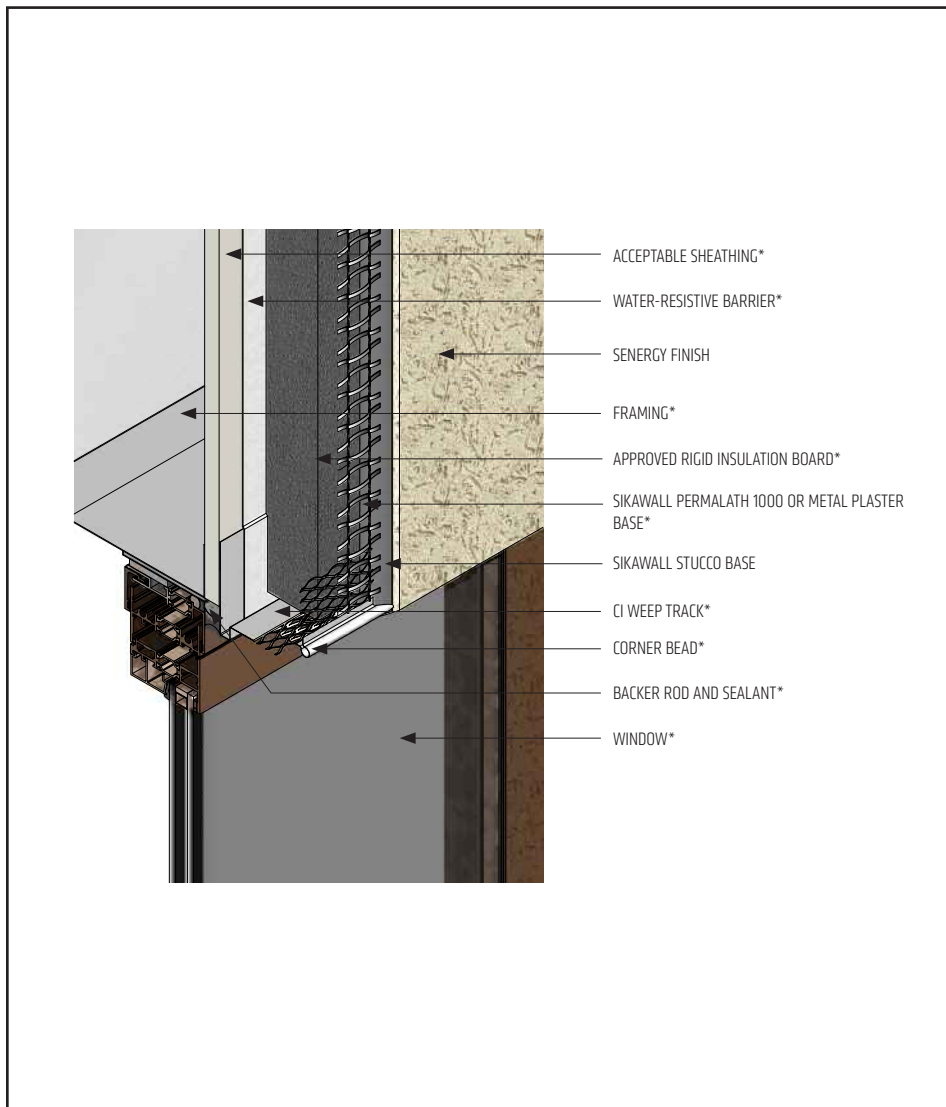 ACCEPTABLE SHEATHING*
WATER-RESISTIVE BARRIER*
SENERGY FINISH
FRAMING*
APPROVED RIGID INSULATION BOARD*
SIKAWALL PERMALATH 1000 OR METAL PLASTER
BASE*
SIKAWALL STUCCO BASE
CI WEEP TRACK*
CORNER BEAD*
BACKER ROD AND SEALANT*
WINDOW*